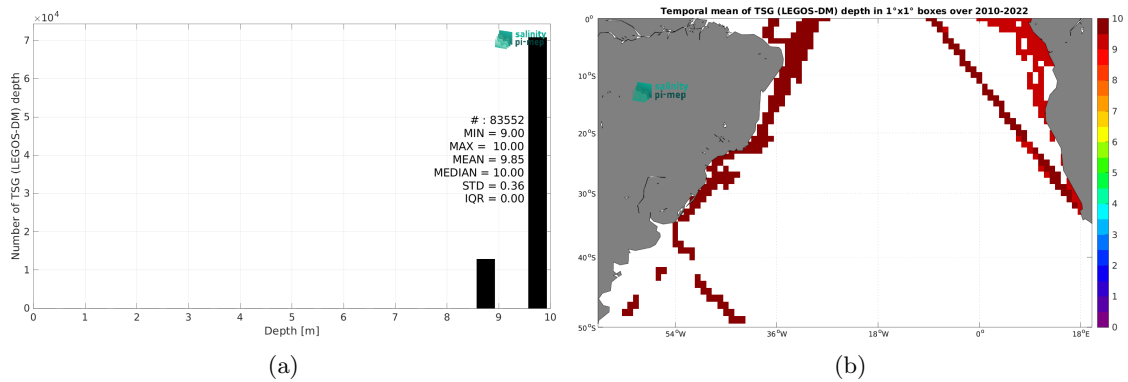 ×10⁴
7
6
5
4
3
2
1
0
Number of TSG (LEGOS-DM) depth
salinity
pi-mep
# : 83552
MIN = 9.00
MAX = 10.00
MEAN = 9.85
MEDIAN = 10.00
STD = 0.36
IQR = 0.00
0 1 2 3 4 5 6 7 8 9 10
Depth [m]
(a)
Temporal mean of TSG (LEGOS-DM) depth in 1°x1° boxes over 2010-2022
0°
10°S
20°S
30°S
40°S
50°S
salinity
pi-mep
54°W 36°W 18°W 0° 18°E
10
9
8
7
6
5
4
3
2
1
0
(b)